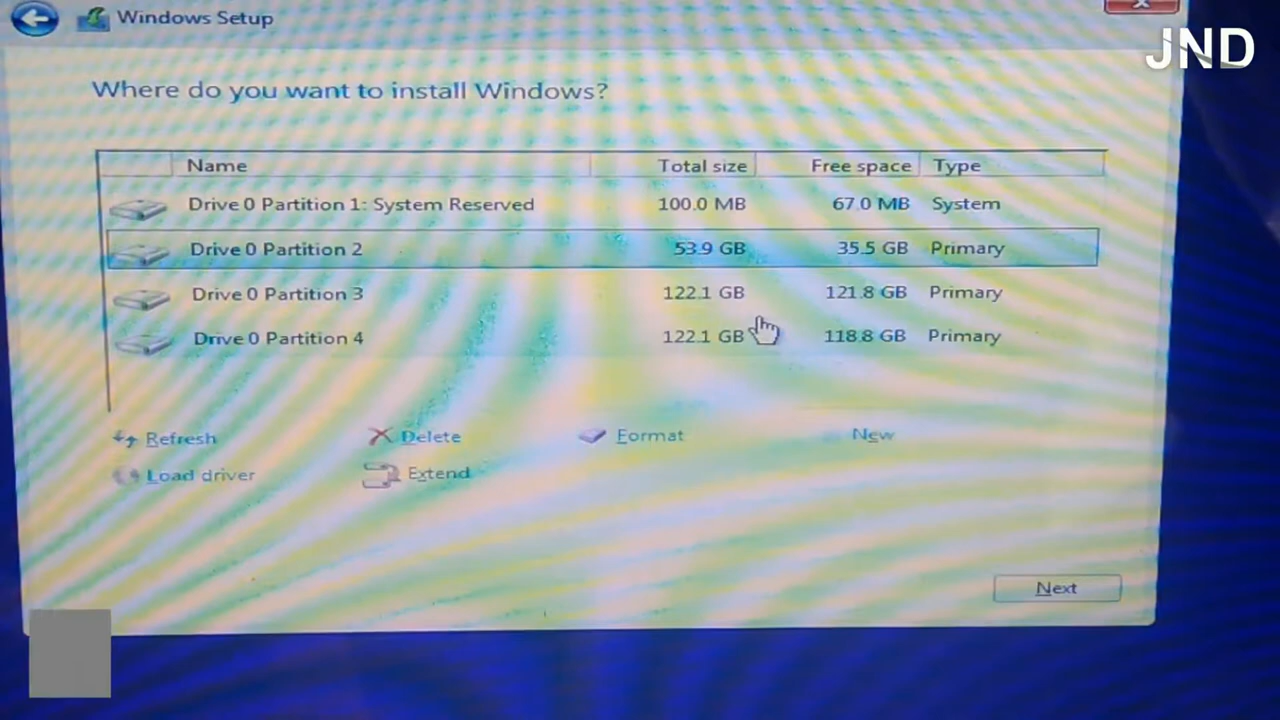 Windows Setup
JND
Where do you want to install Windows?
Name Total size Free space Type
Drive 0 Partition 1: System Reserved 100.0 MB 67.0 MB System
Drive 0 Partition 2 53.9 GB 35.5 GB Primary
Drive 0 Partition 3 122.1 GB 121.8 GB Primary
Drive 0 Partition 4 122.1 GB 118.8 GB Primary
Refresh Delete Format New
Load driver Extend
Next